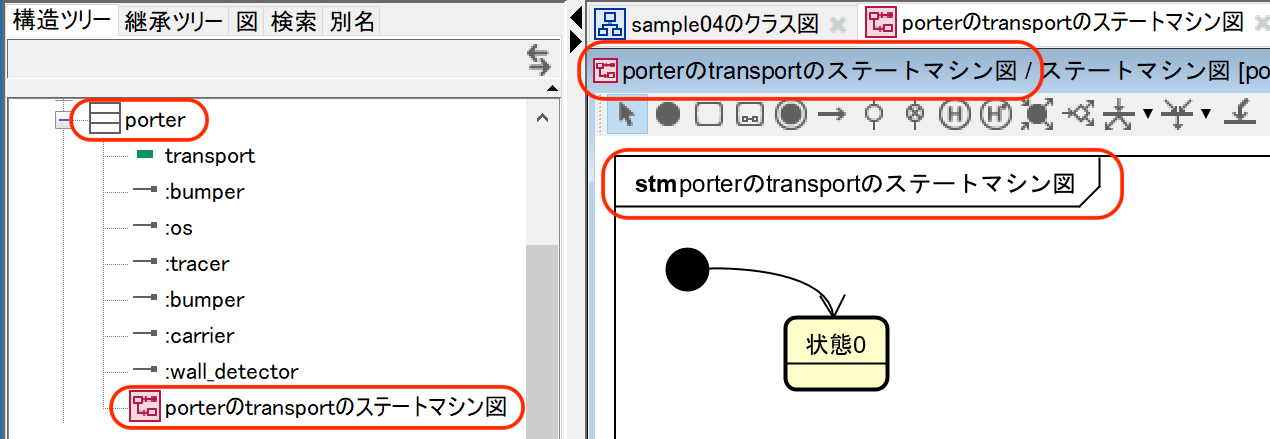 構造ツリー 継承ツリー 図 検索 別名
porter
transport
:bumper
:os
:tracer
:bumper
:carrier
:wall_detector
porterのtransportのステートマシン図
sample04のクラス図 porterのtransportのステートマシン図
porterのtransportのステートマシン図 / ステートマシン図 [po
H H*
stm porterのtransportのステートマシン図
状態0